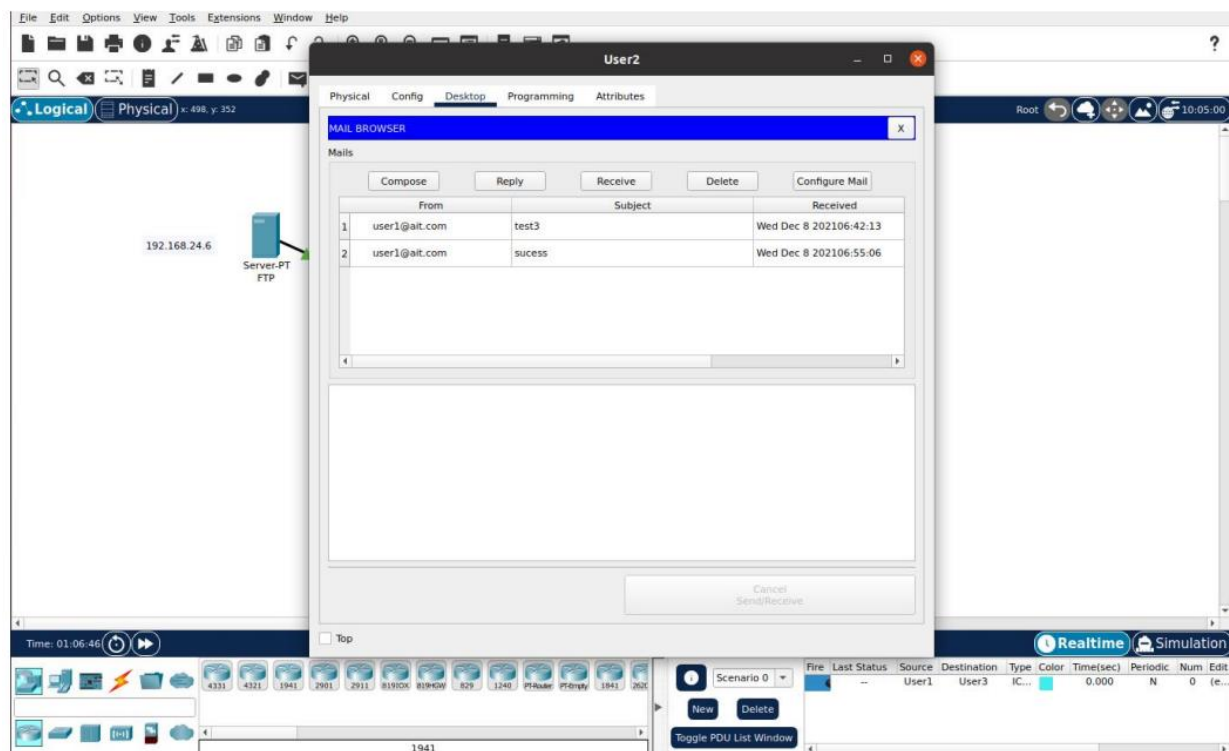 File Edit Options View Tools Extensions Window Help
?
User2
Logical Physical x: 498, y: 352
Root 10:05:00
Physical Config Desktop Programming Attributes
MAIL BROWSER X
Mails
Compose Reply Receive Delete Configure Mail
From Subject Received
1 user1@ait.com test3 Wed Dec 8 202106:42:13
2 user1@ait.com sucess Wed Dec 8 202106:55:06
192.168.24.6
Server-PT
FTP
Cancel
Send/Receive
Top
Time: 01:06:46
Realtime Simulation
4331 4321 1941 2901 2911 819IOX 819HGW 829 1240 PT-Router PT-Empty 1841 262
Scenario 0
New Delete
Toggle PDU List Window
Fire Last Status Source Destination Type Color Time(sec) Periodic Num Edit
-- User1 User3 IC... 0.000 N 0 (e...
1941